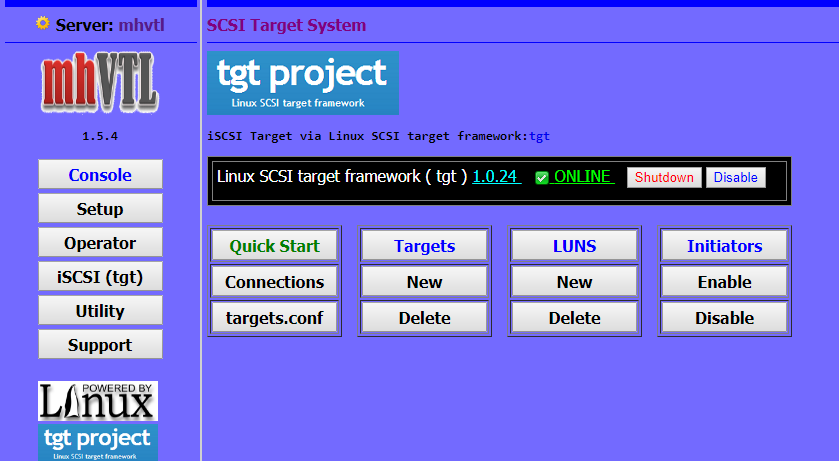 Server: mhvtl
mhVTL
1.5.4
Console
Setup
Operator
iSCSI (tgt)
Utility
Support
POWERED BY
Linux
tgt project
Linux SCSI target framework
SCSI Target System
tgt project
Linux SCSI target framework
iSCSI Target via Linux SCSI target framework:tgt
Linux SCSI target framework ( tgt ) 1.0.24 ONLINE Shutdown Disable
Quick Start Targets LUNS Initiators
Connections New New Enable
targets.conf Delete Delete Disable